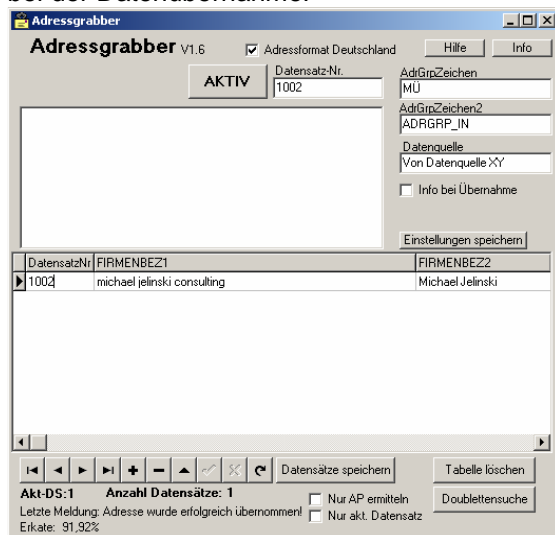 bei der Datenübernahme.
Adressgrabber
Adressgrabber V1.6
Adressformat Deutschland
Hilfe
Info
AKTIV
Datensatz-Nr.
1002
AdrGrpZeichen
MÜ
AdrGrpZeichen2
ADRGRP_IN
Datenquelle
Von Datenquelle XY
Info bei Übernahme
Einstellungen speichern
DatensatzNr FIRMENBEZ1 FIRMENBEZ2
1002 michael jelinski consulting Michael Jelinski
Datensätze speichern
Tabelle löschen
Akt-DS:1 Anzahl Datensätze: 1
Nur AP ermitteln
Doublettensuche
Letzte Meldung: Adresse wurde erfolgreich übernommen!
Nur akt. Datensatz
Erkate: 91,92%